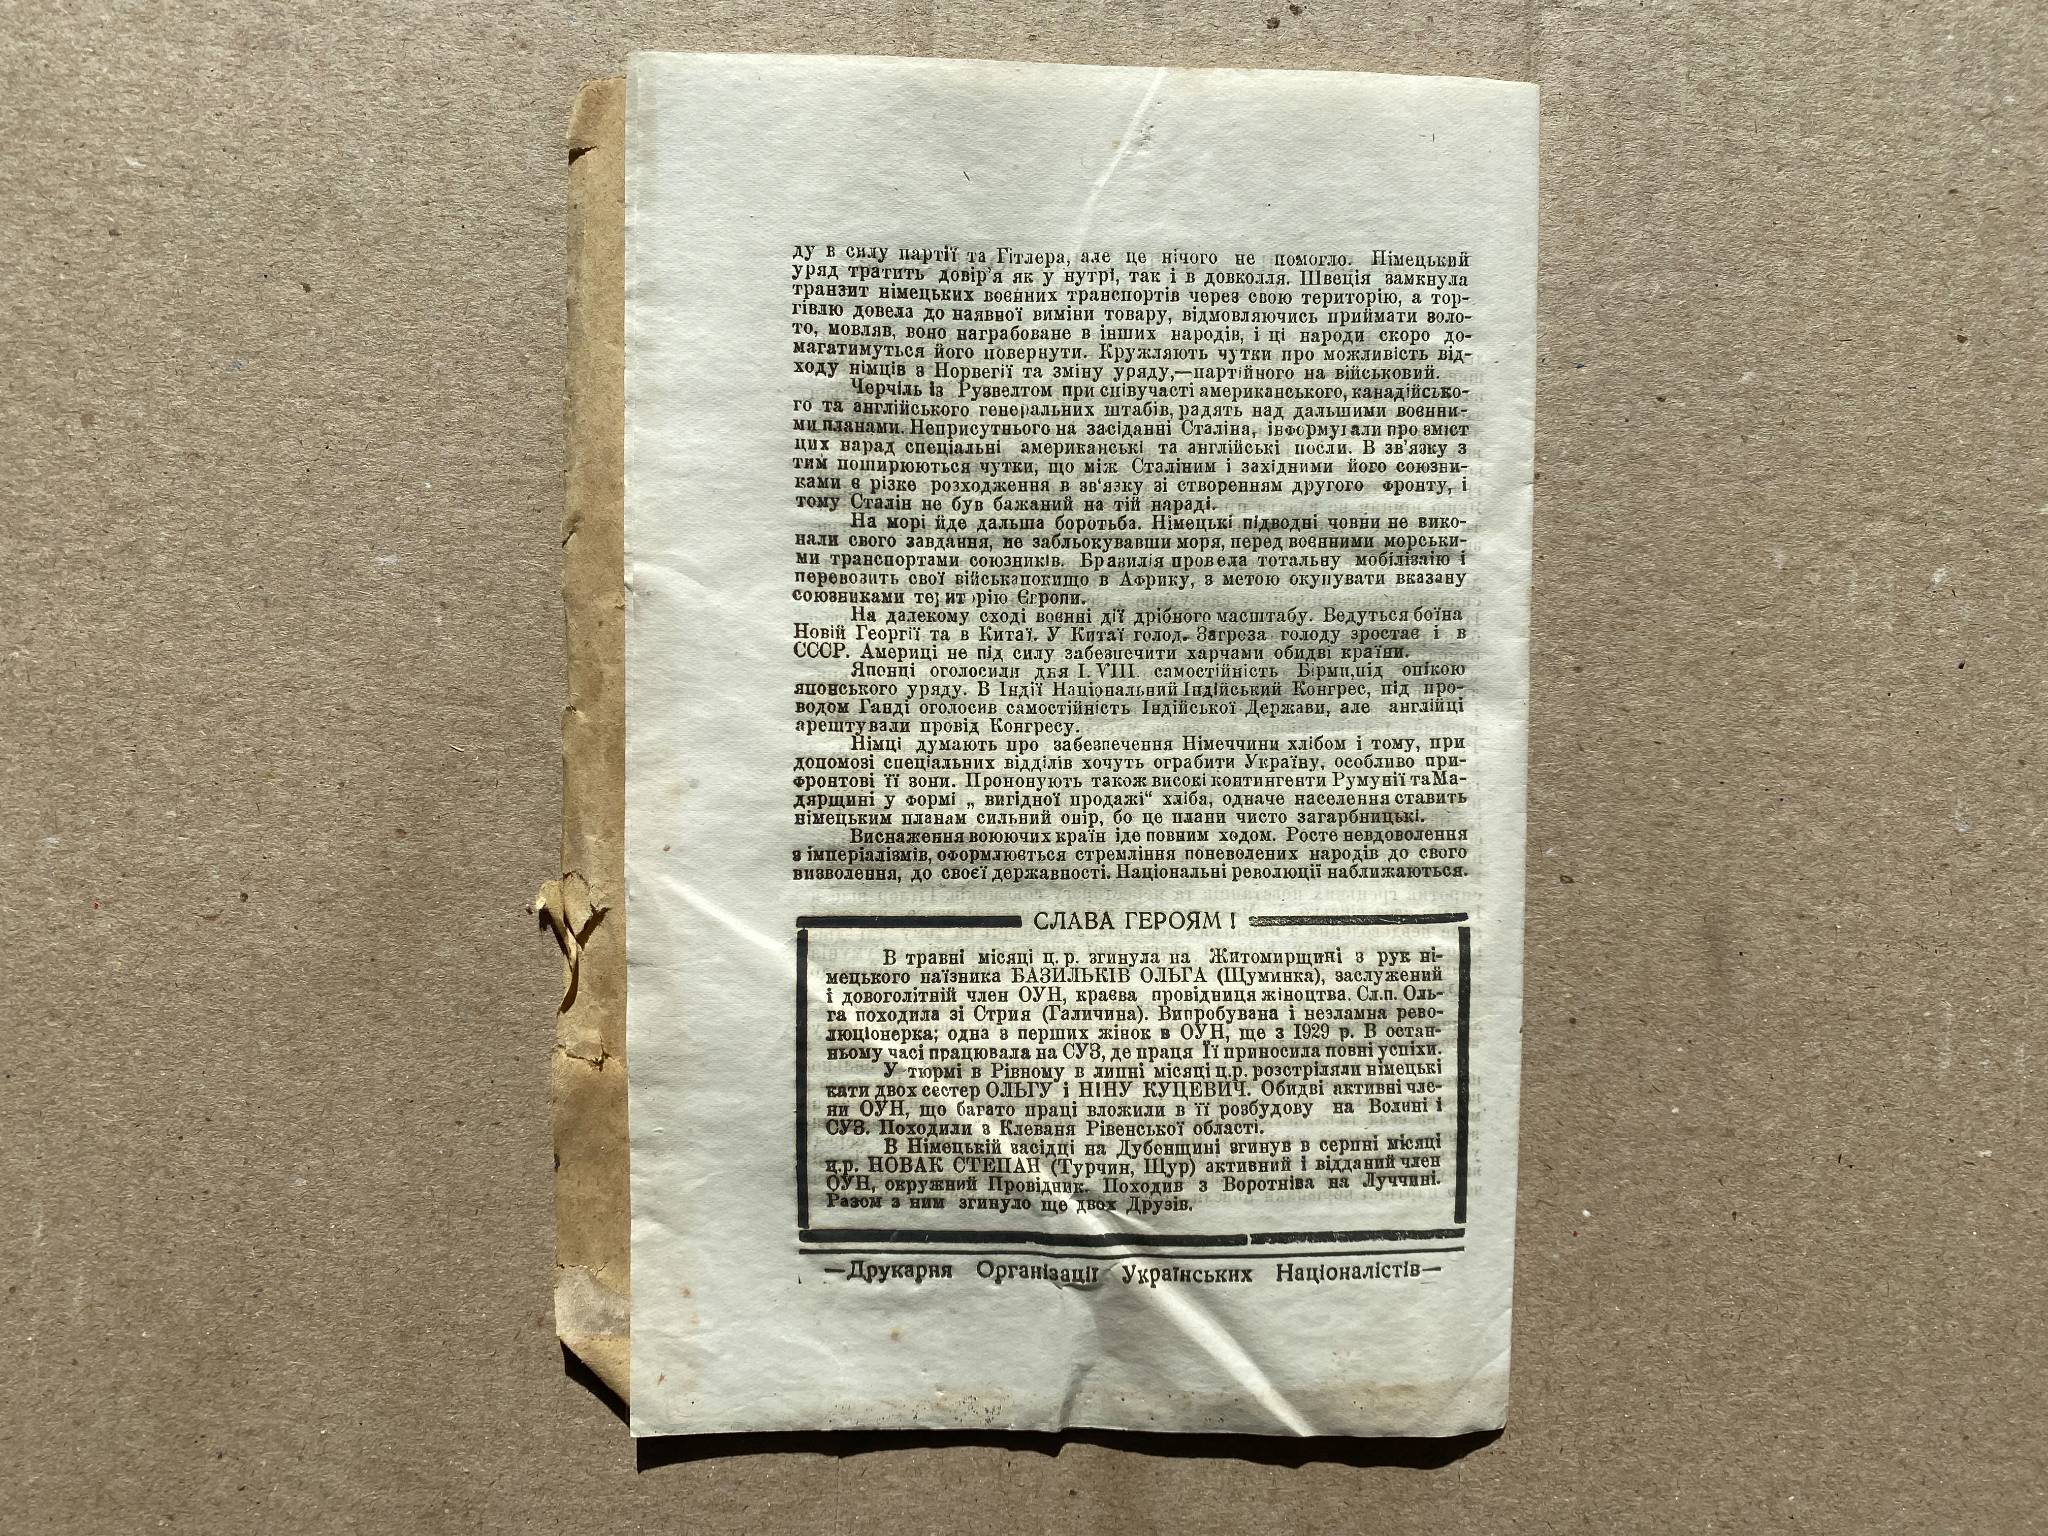 ду в силу партії та Гітлера, але це нічого не помогло. Німецький
уряд тратить довір'я як у нутрі, так і в довколля. Швеція замкнула
транзит німецьких воєнних транспортів через свою територію, а тор-
гівлю довела до наявної виміни товару, відмовляючись приймати золо-
то, мовляв, воно награбоване в інших народів, і ці народи скоро до-
магатимуться його повернути. Кружляють чутки про можливість від-
ходу німців з Норвегії та зміну уряду,—партійного на військовий.
Черчіль із Рузвелтом при співучасті американського, канадійсько-
го та англійського генеральних штабів, радять над дальшими воєнни-
ми планами. Неприсутнього на засіданні Сталіна, інформували про зміст
цих нарад спеціальні американські та англійські посли. В зв'язку з
тим поширюються чутки, що між Сталіним і західними його союзни-
ками є різке розходження в зв'язку зі створенням другого фронту, і
тому Сталін не був бажаний на тій нараді.
На морі йде дальша боротьба. Німецькі підводні човни не вико-
нали свого завдання, не забльокувавши моря, перед воєнними морськи-
ми транспортами союзників. Бразилія провела тотальну мобілізаію і
перевозить свої військапокищо в Африку, з метою окупувати вказану
союзниками територію Європи.
На далекому сході воєнні дії дрібного масштабу. Ведуться боїна
Новій Георгії та в Китаї. У Китаї голод. Загроза голоду зростає і в
СССР. Америці не під силу забезпечити харчами обидві країни.
Японці оголосили дня I. VIII. самостійність Бірми,під опікою
японського уряду. В Індії Національний Індійський Конгрес, під про-
водом Ганді оголосив самостійність Індійської Держави, але англійці
арештували провід Конгресу.
Німці думають про забезпечення Німеччини хлібом і тому, при
допомозі спеціальних відділів хочуть ограбити Україну, особливо при-
фронтові її зони. Пропонують також високі контингенти Румунії таМа-
дярщині у формі „ вигідної продажі“ хліба, одначе населення ставить
німецьким планам сильний опір, бо це плани чисто загарбницькі.
Виснаження воюючих країн іде повним ходом. Росте невдоволення
з імперіалізмів, оформлюється стремління поневолених народів до свого
визволення, до своєї державності. Національні революції наближаються.
СЛАВА ГЕРОЯМ !
В травні місяці ц. р. згинула на Житомирщині з рук ні-
мецького наїзника БАЗИЛЬКІВ ОЛЬГА (Щуминка), заслужений
і довоголітній член ОУН, краєва провідниця жіноцтва. Сл.п. Оль-
га походила зі Стрия (Галичина). Випробувана і незламна рево-
люціонерка; одна з перших жінок в ОУН, ще з 1929 р. В остан-
ньому часі працювала на СУЗ, де праця Її приносила повні успіхи.
У тюрмі в Рівному в липні місяці ц.р. розстріляли німецькі
кати двох сестер ОЛЬГУ і НІНУ КУЦЕВИЧ. Обидві активні чле-
ни ОУН, що багато праці вложили в її розбудову на Волині і
СУЗ. Походили з Клеваня Рівенської области.
В Німецькій засідці на Дубенщині згинув в серпні місяці
ц.р. НОВАК СТЕПАН (Турчин, Щур) активний і відданий член
ОУН, окружний Провідник. Походив з Воротніва на Луччині.
Разом з ним згинуло ще двох Друзів.
—Друкарня Організації Українських Націоналістів—